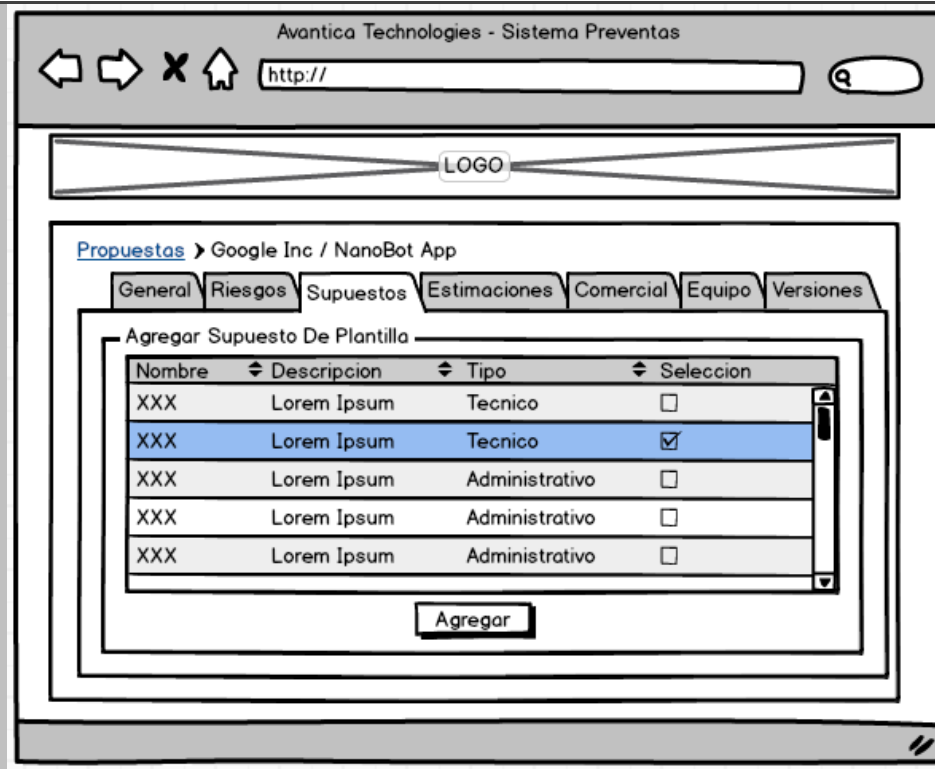 Avantica Technologies - Sistema Preventas
http://
LOGO
Propuestas > Google Inc / NanoBot App
General Riesgos Supuestos Estimaciones Comercial Equipo Versiones
Agregar Supuesto De Plantilla
Nombre Descripcion Tipo Seleccion
XXX Lorem Ipsum Tecnico
XXX Lorem Ipsum Tecnico
XXX Lorem Ipsum Administrativo
XXX Lorem Ipsum Administrativo
XXX Lorem Ipsum Administrativo
Agregar